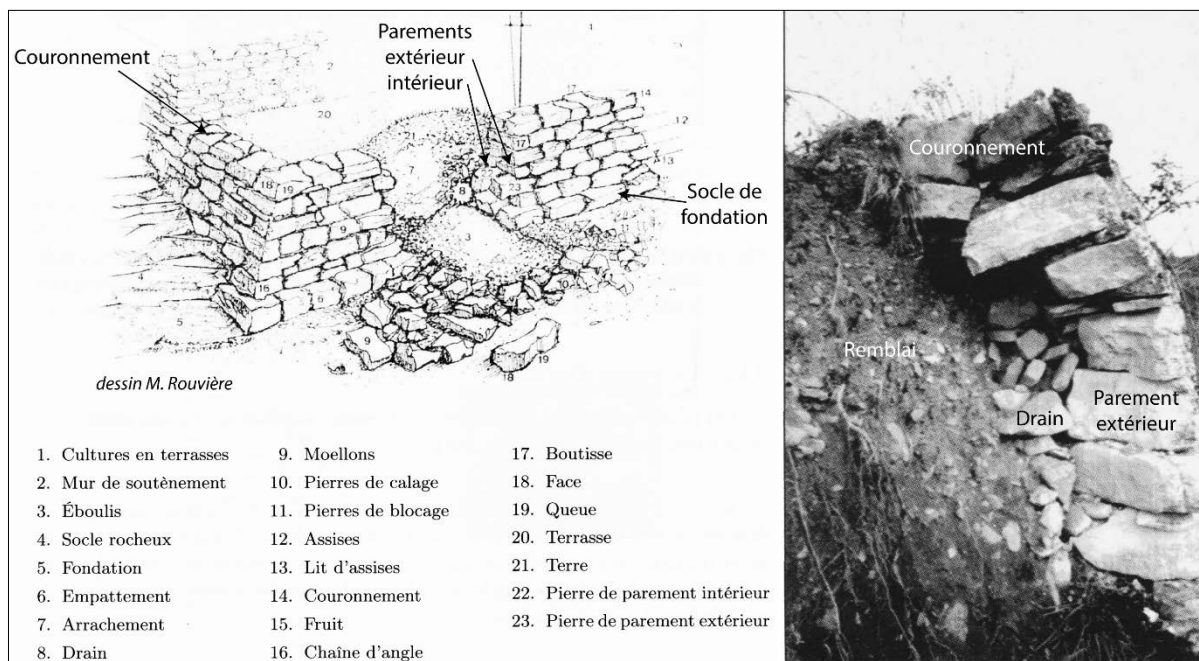 Couronnement
Parements
extérieur
intérieur
Socle de
fondation
dessin M. Rouvière
1. Cultures en terrasses
2. Mur de soutènement
3. Éboulis
4. Socle rocheux
5. Fondation
6. Empattement
7. Arrachement
8. Drain
9. Moellons
10. Pierres de calage
11. Pierres de blocage
12. Assises
13. Lit d'assises
14. Couronnement
15. Fruit
16. Chaîne d'angle
17. Boutisse
18. Face
19. Queue
20. Terrasse
21. Terre
22. Pierre de parement intérieur
23. Pierre de parement extérieur
Couronnement
Remblai
Drain
Parement
extérieur